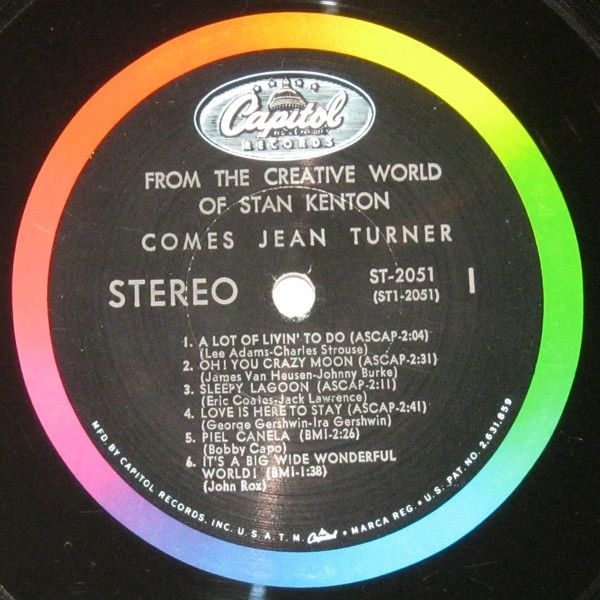 Capitol
RECORDS
FROM THE CREATIVE WORLD
OF STAN KENTON
COMES JEAN TURNER
STEREO
ST-2051
(ST1-2051)
1
1. A LOT OF LIVIN' TO DO (ASCAP-2:04)
(Lee Adams-Charles Strouse)
2. OH! YOU CRAZY MOON (ASCAP-2:31)
(James Van Heusen-Johnny Burke)
3. SLEEPY LAGOON (ASCAP-2:11)
(Eric Coates-Jack Lawrence)
4. LOVE IS HERE TO STAY (ASCAP-2:41)
(George Gershwin-Ira Gershwin)
5. PIEL CANELA (BMI-2:26)
(Bobby Capo)
6. IT'S A BIG WIDE WONDERFUL
WORLD! (BMI-1:38)
(John Rox)
MFD. BY CAPITOL RECORDS, INC. U.S.A. T.M. Capitol • MARCA REG. • U.S. PAT. NO. 2,631,859